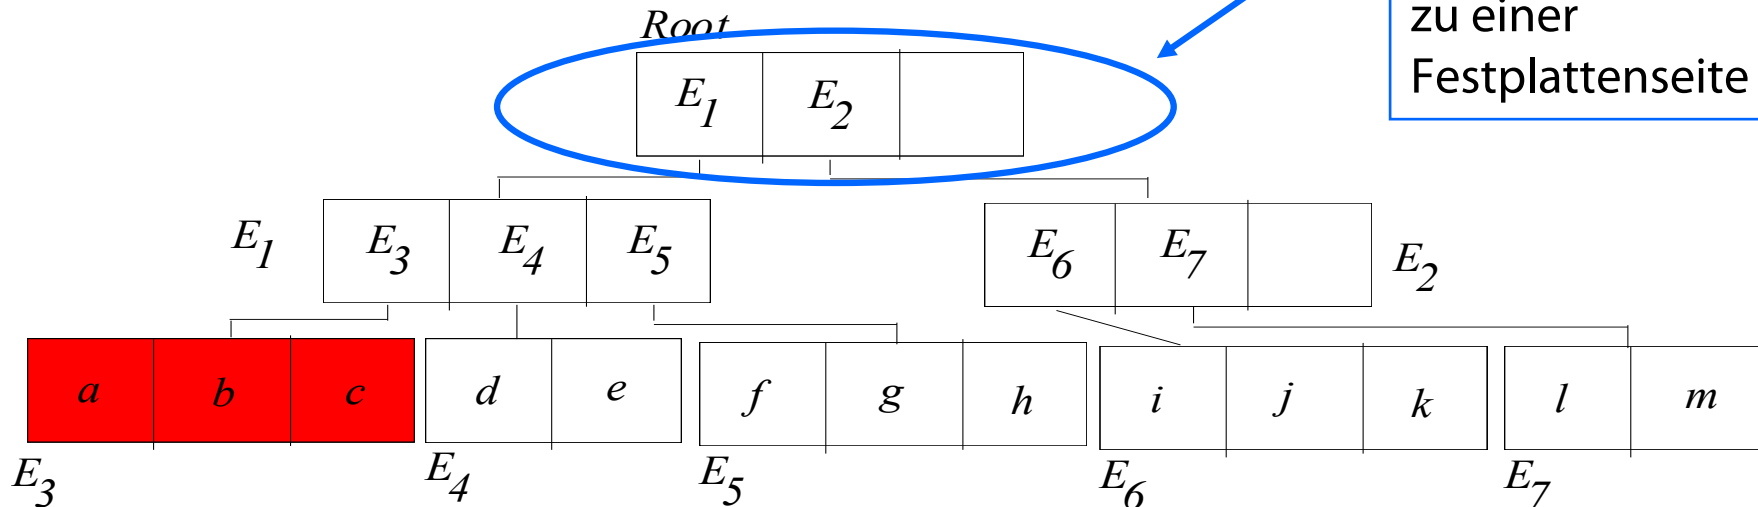 zu einer
Festplattenseite
Root
E1 E2
E1 E3 E4 E5
E6 E7 E2
a b c d e f g h i j k l m
E3 E4 E5 E6 E7